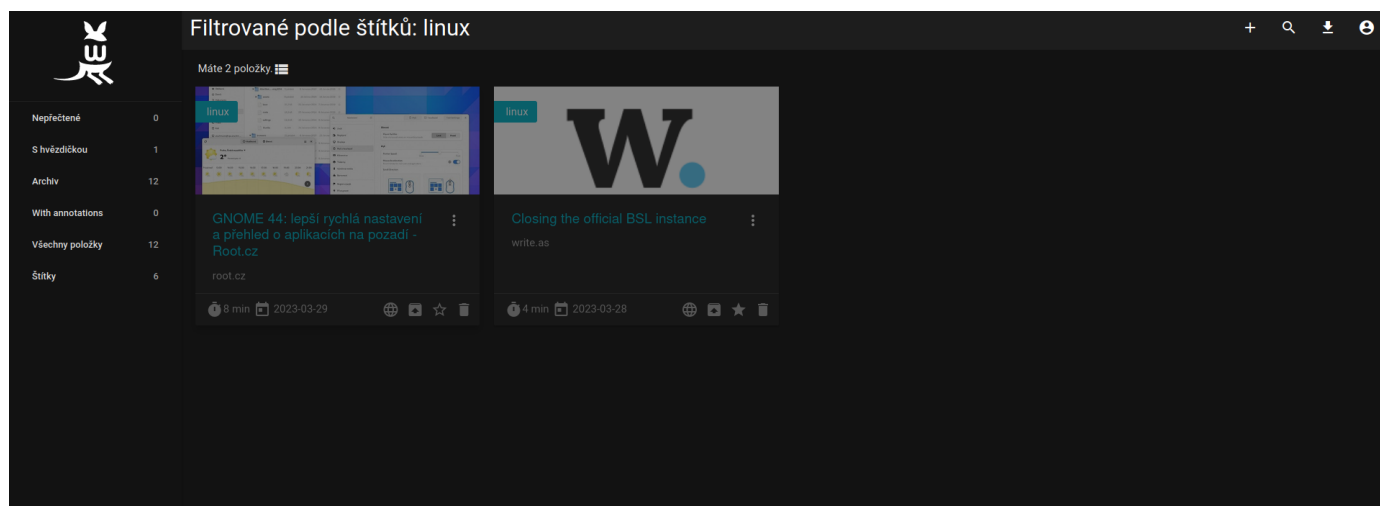 Filtrované podle štítků: linux
Máte 2 položky.
Nepřečtené 0
S hvězdičkou 1
Archiv 12
With annotations 0
Všechny položky 12
Štítky 6
linux
GNOME 44: lepší rychlá nastavení
a přehled o aplikacích na pozadí -
Root.cz
root.cz
8 min 2023-03-29
linux
W.
Closing the official BSL instance
write.as
4 min 2023-03-28